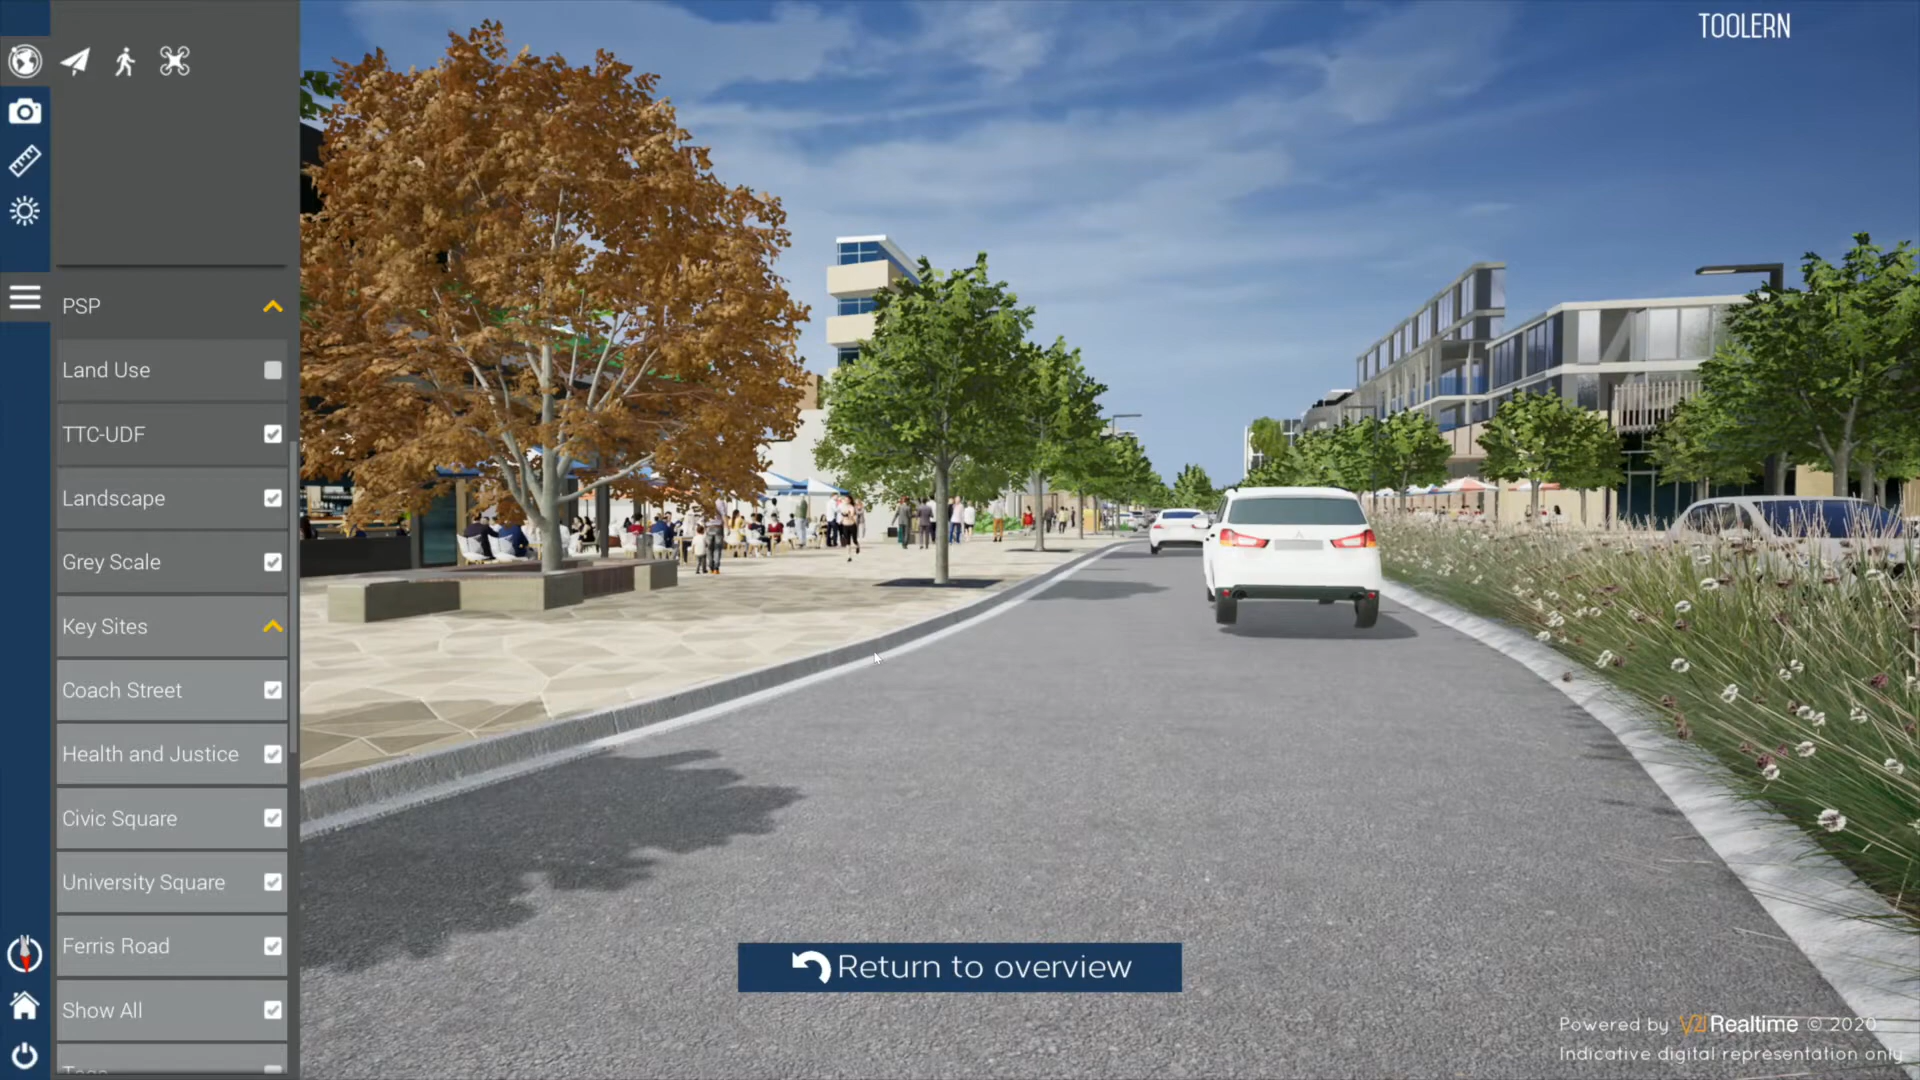 TOOLERN
PSP
Land Use
TTC-UDF
Landscape
Grey Scale
Key Sites
Coach Street
Health and Justice
Civic Square
University Square
Ferris Road
Show All
Return to overview
Powered by V2i Realtime © 2020
Indicative digital representation only